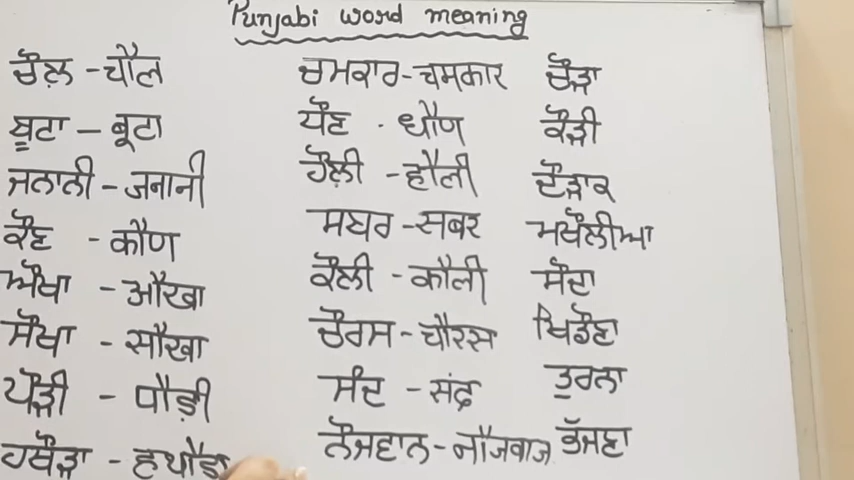 Punjabi word meaning
ਚੌਲ਼ - चौल
ਬੂਟਾ - बूटा
ਜਨਾਨੀ - जनानी
ਕੌਣ - कौण
ਔਖਾ - औखा
ਸੌਖਾ - सौखा
ਪੌੜੀ - पौड़ी
ਹਥੌੜਾ - हथौड़ा
ਚਮਕਾਰ - चमकार
ਧੌਣ - धौण
ਹੌਲ਼ੀ - हौली
ਸਬਰ - सबर
ਕੌਲੀ - कौली
ਚੌਰਸ - चौरस
ਸੰਦ - संद
ਨੌਜਵਾਨ - नौजवान
ਚੌੜਾ
ਕੌੜੀ
ਦੌੜਾਕ
ਮਖੌਲੀਆ
ਸੌਦਾ
ਖਿਡੌਣਾ
ਤੁਰਨਾ
ਭੱਜਣਾ